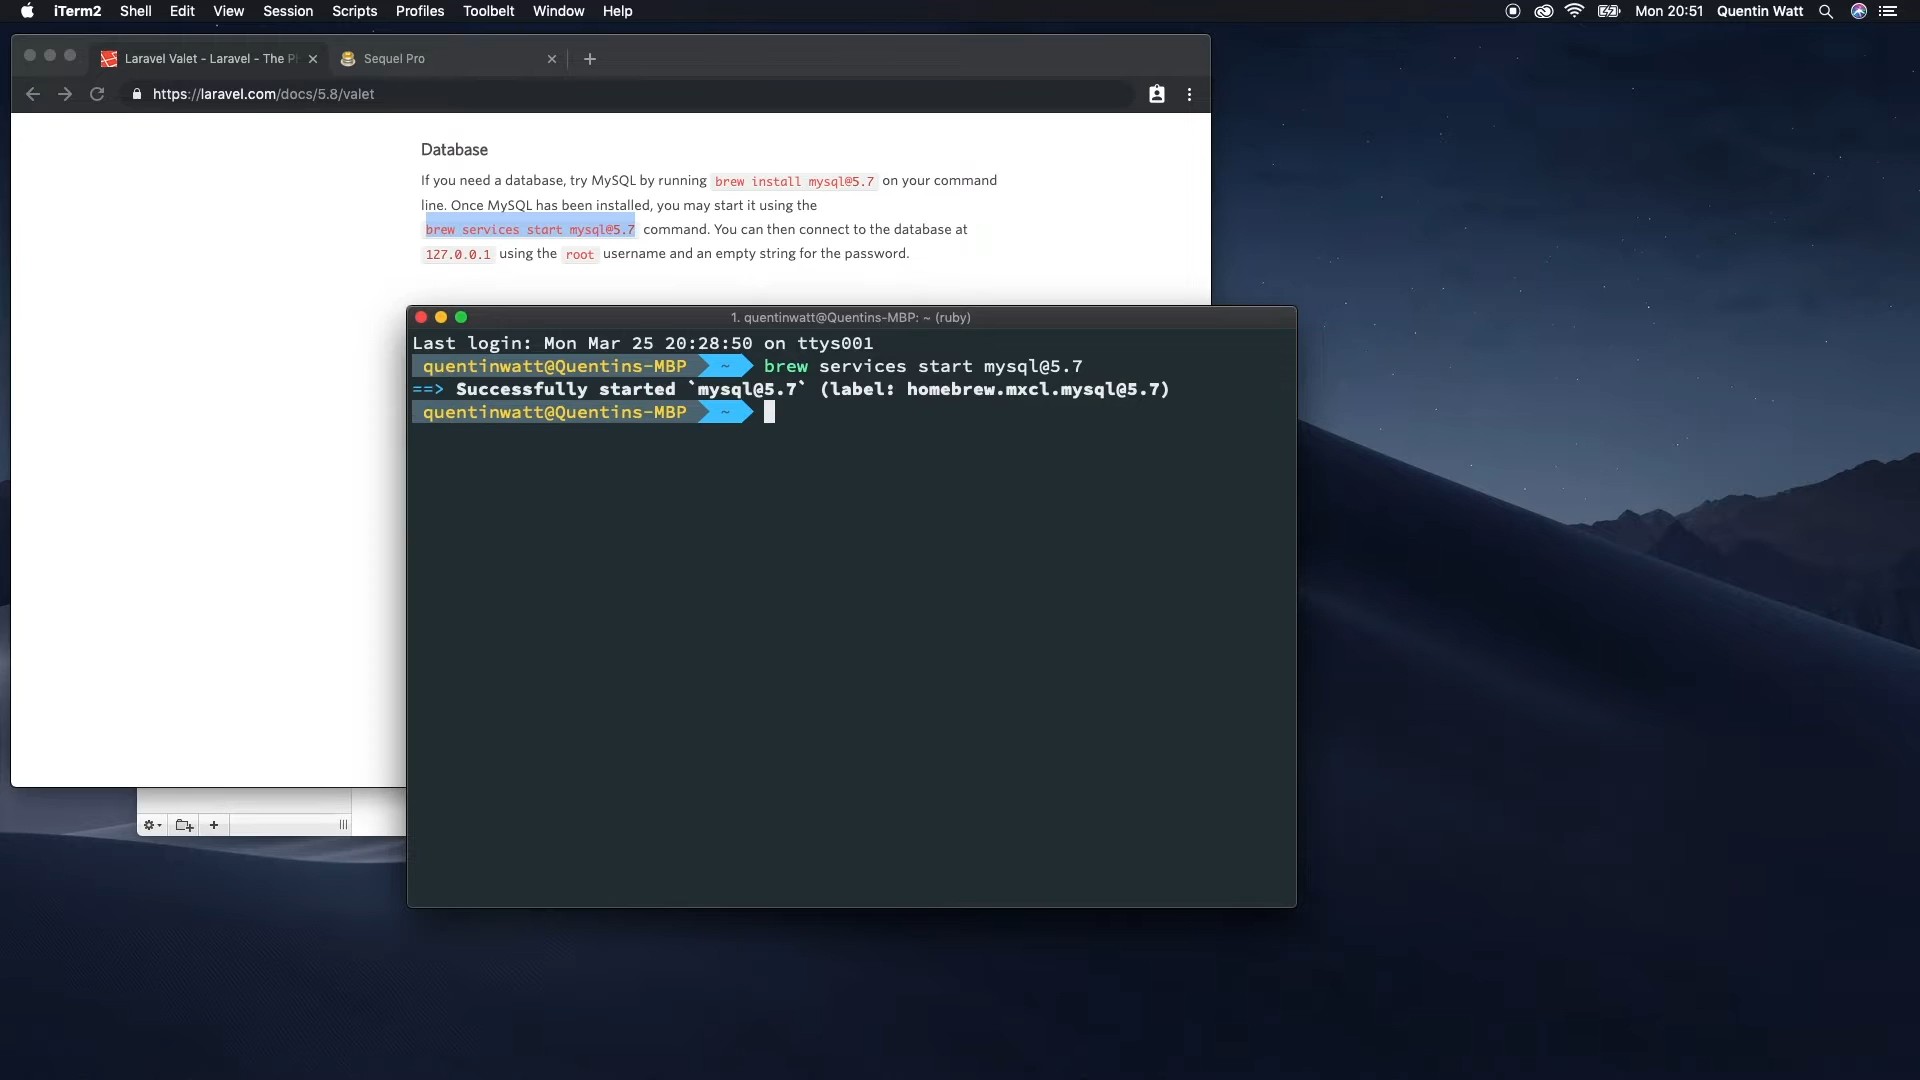 iTerm2 Shell Edit View Session Scripts Profiles Toolbelt Window Help Mon 20:51 Quentin Watt
Laravel Valet - Laravel - The P Sequel Pro
https://laravel.com/docs/5.8/valet
Database
If you need a database, try MySQL by running brew install mysql@5.7 on your command
line. Once MySQL has been installed, you may start it using the
brew services start mysql@5.7 command. You can then connect to the database at
127.0.0.1 using the root username and an empty string for the password.
1. quentinwatt@Quentins-MBP: ~ (ruby)
Last login: Mon Mar 25 20:28:50 on ttys001
quentinwatt@Quentins-MBP ~ brew services start mysql@5.7
==> Successfully started `mysql@5.7` (label: homebrew.mxcl.mysql@5.7)
quentinwatt@Quentins-MBP ~